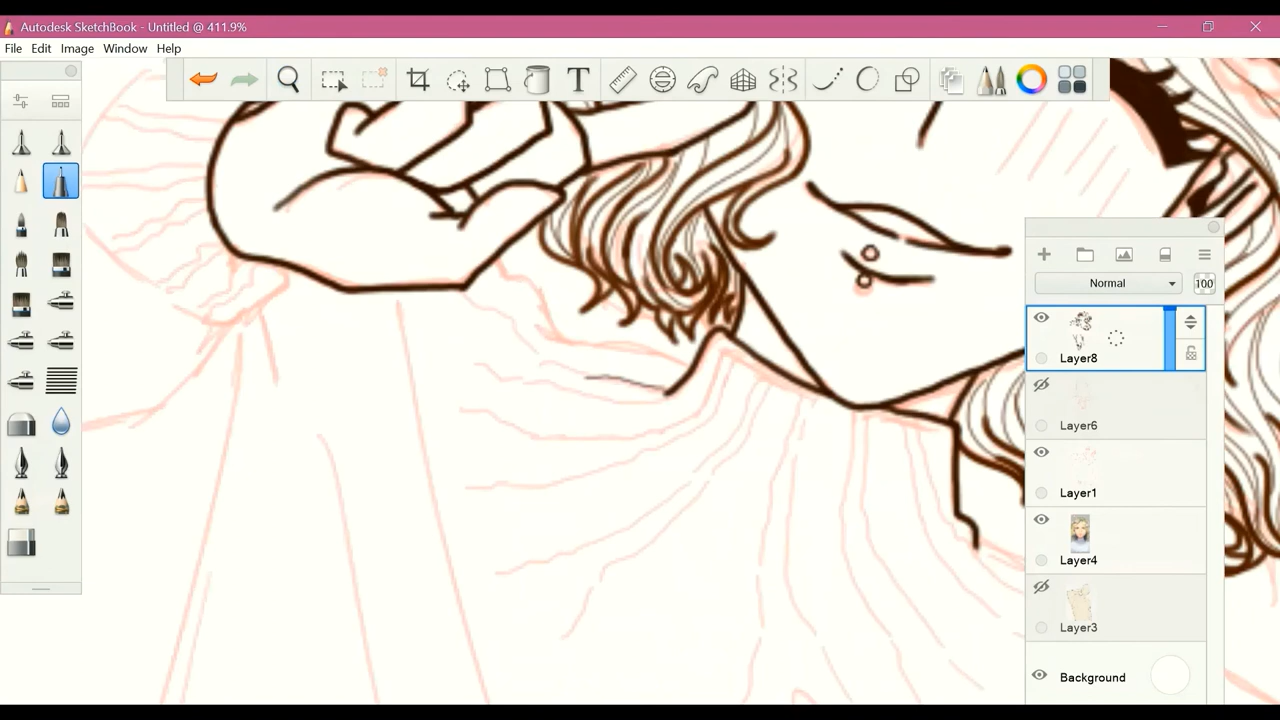 Autodesk SketchBook - Untitled @ 411.9%
File Edit Image Window Help
T
Normal 100
Layer8
Layer6
Layer1
Layer4
Layer3
Background